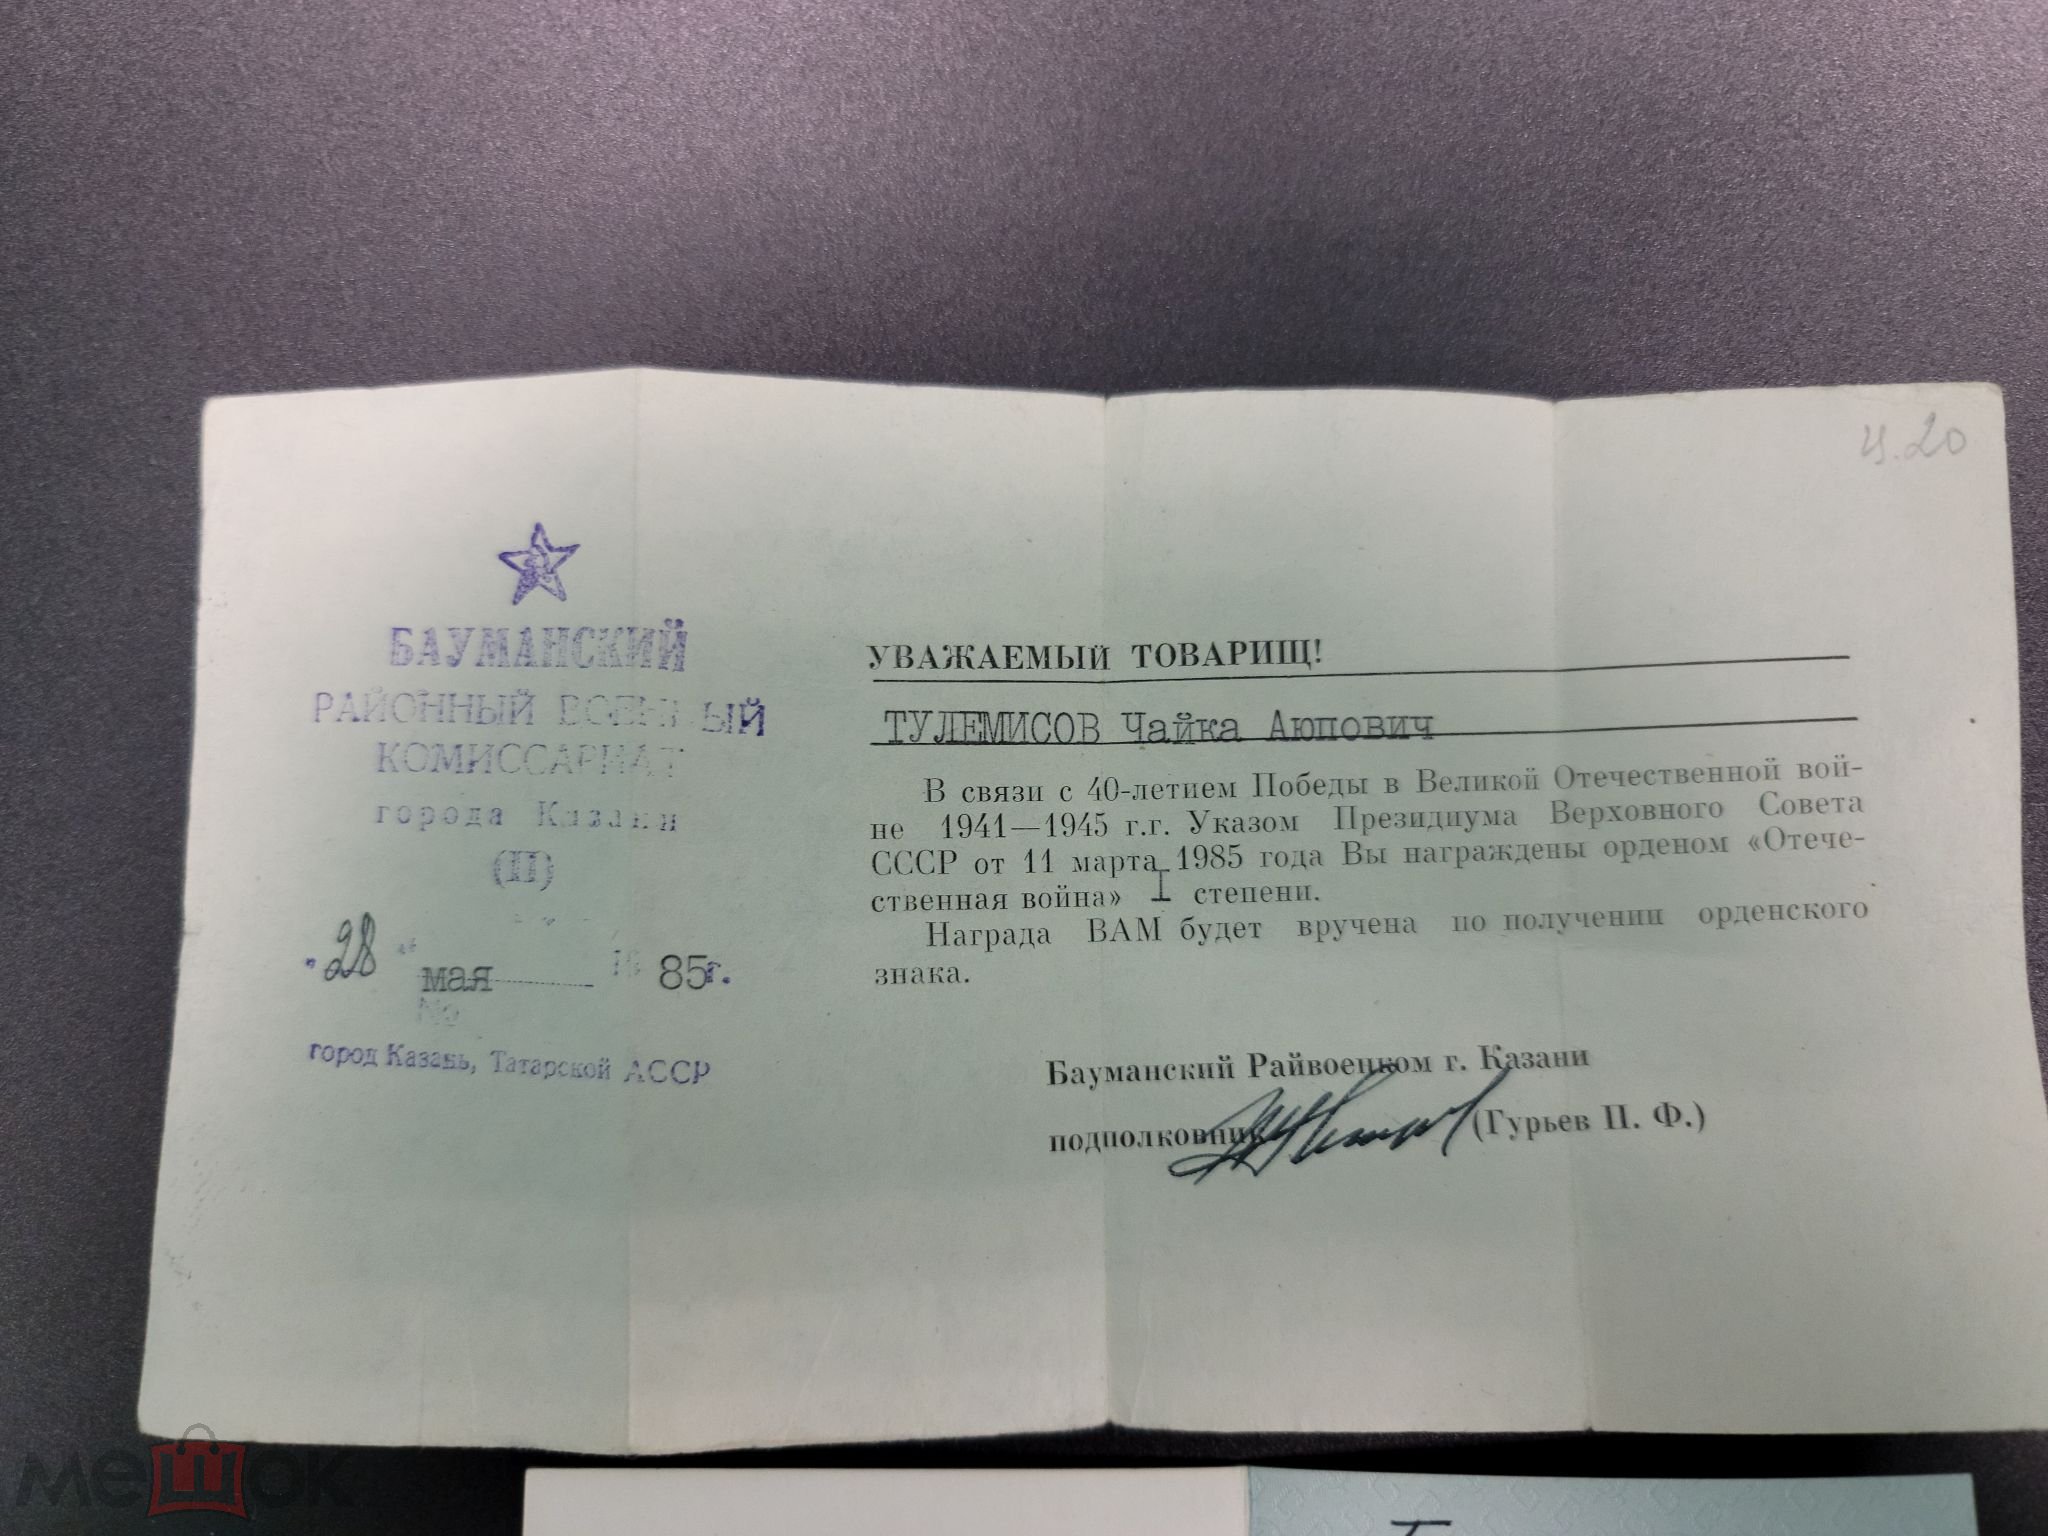 ч.20
БАУМАНСКИЙ
РАЙОННЫЙ ВОЕННЫЙ
КОМИССАРИАТ
города Казани
(II)
"28" мая 1985г.
№
город Казань, Татарской АССР
УВАЖАЕМЫЙ ТОВАРИЩ!
ТУЛЕМИСОВ Чайка Аюпович
В связи с 40-летием Победы в Великой Отечественной вой-
не 1941—1945 г.г. Указом Президиума Верховного Совета
СССР от 11 марта 1985 года Вы награждены орденом «Отече-
ственная война» I степени.
Награда ВАМ будет вручена по получении орденского
знака.
Бауманский Райвоенком г. Казани
подполковник (Гурьев П. Ф.)
мешок